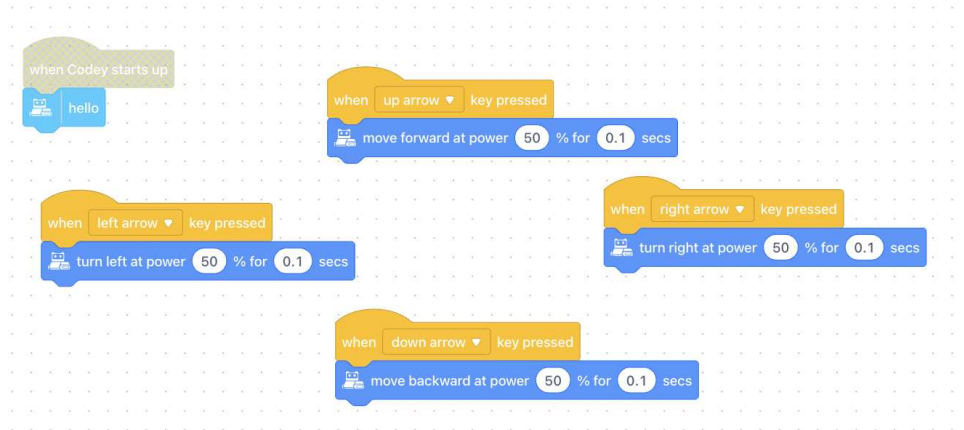 when Codey starts up
hello
when up arrow key pressed
move forward at power 50 % for 0.1 secs
when left arrow key pressed
turn left at power 50 % for 0.1 secs
when right arrow key pressed
turn right at power 50 % for 0.1 secs
when down arrow key pressed
move backward at power 50 % for 0.1 secs